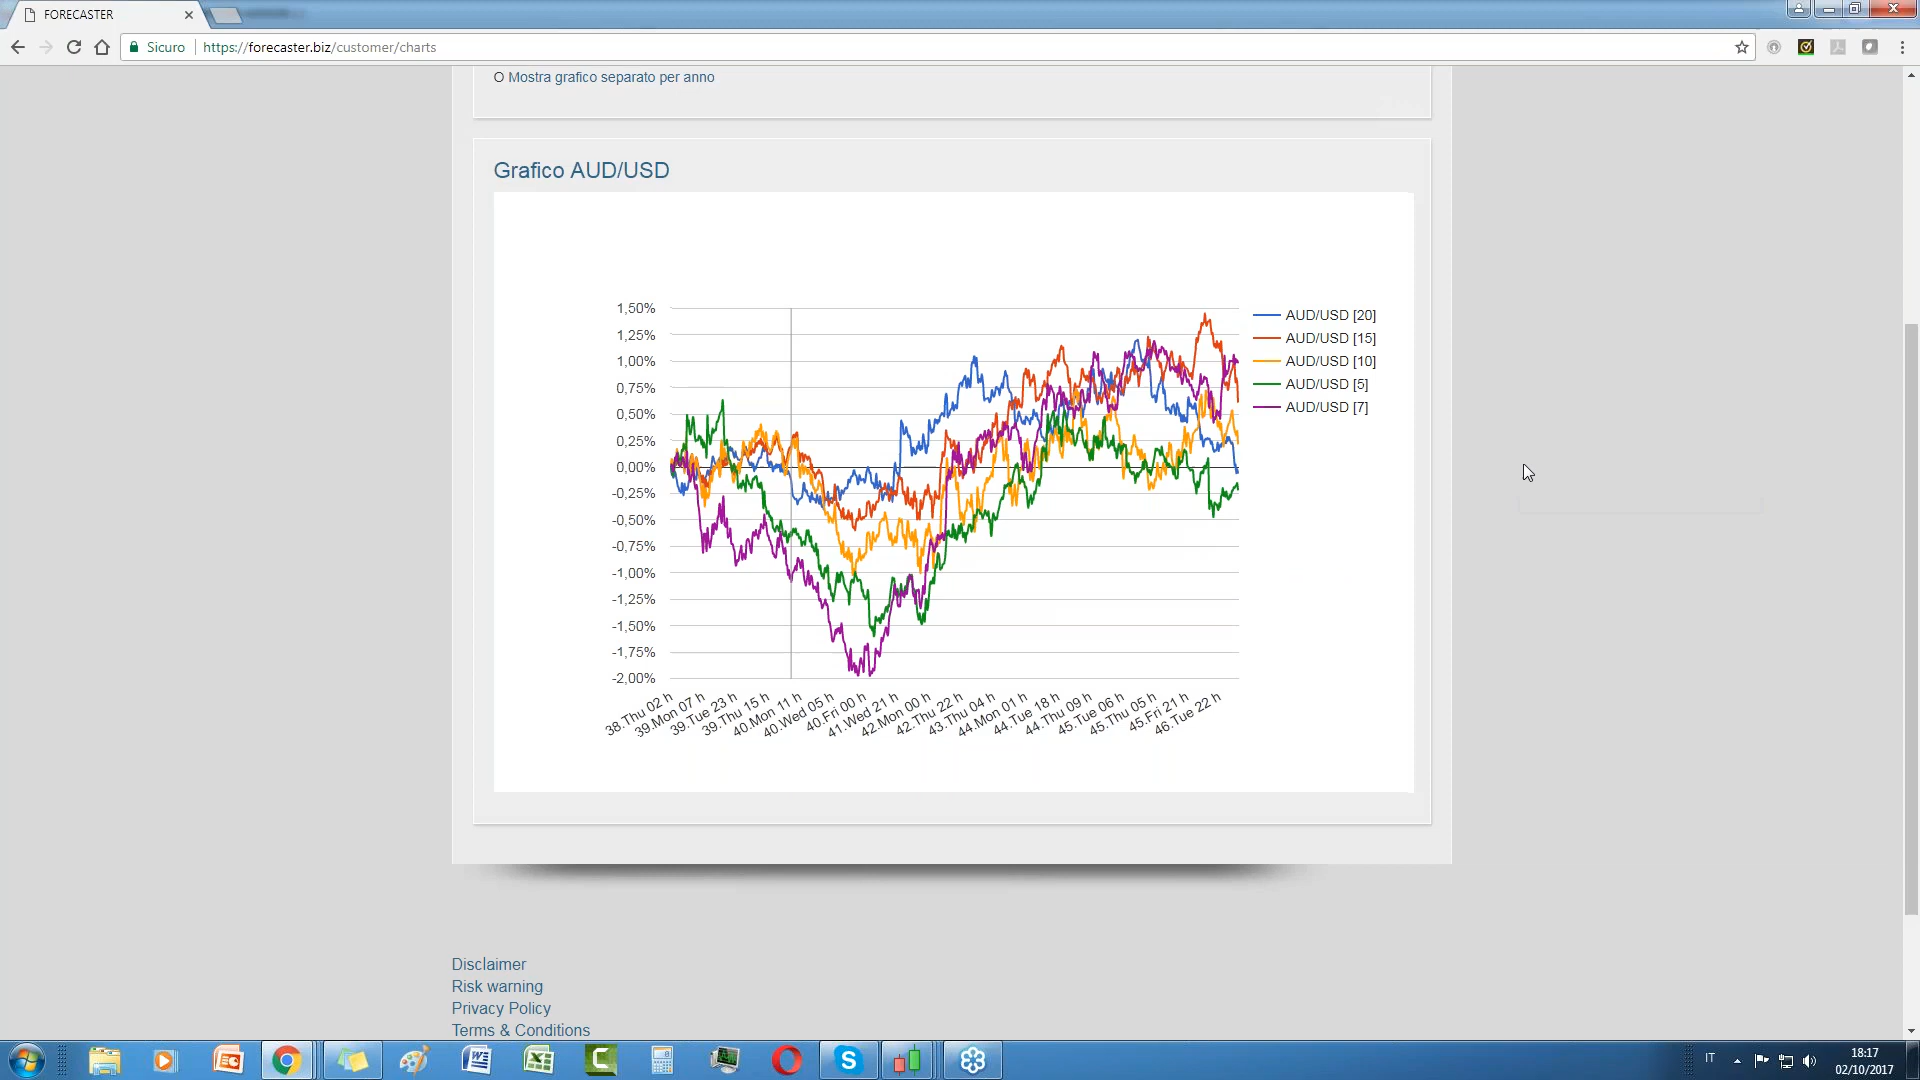 FORECASTER
Sicuro https://forecaster.biz/customer/charts
O Mostra grafico separato per anno
Grafico AUD/USD
1,50%
1,25%
1,00%
0,75%
0,50%
0,25%
0,00%
-0,25%
-0,50%
-0,75%
-1,00%
-1,25%
-1,50%
-1,75%
-2,00%
AUD/USD [20]
AUD/USD [15]
AUD/USD [10]
AUD/USD [5]
AUD/USD [7]
38.Thu 02 h
39.Mon 07 h
39.Tue 23 h
39.Thu 15 h
40.Mon 11 h
40.Wed 05 h
40.Fri 00 h
41.Wed 21 h
42.Mon 00 h
42.Thu 22 h
43.Thu 04 h
44.Mon 01 h
44.Tue 18 h
44.Thu 09 h
45.Tue 06 h
45.Thu 05 h
45.Fri 21 h
46.Tue 22 h
Disclaimer
Risk warning
Privacy Policy
Terms & Conditions
IT
18:17
02/10/2017